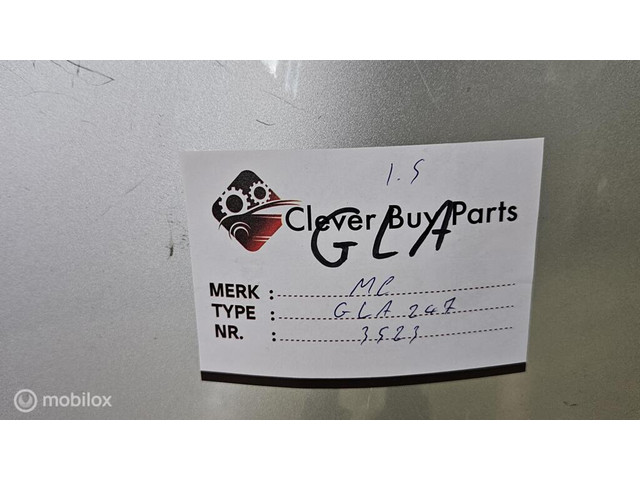 1.5
Clever Buy Parts
GLA
MERK : MC
TYPE : GLA 247
NR. : 3523
mobilox